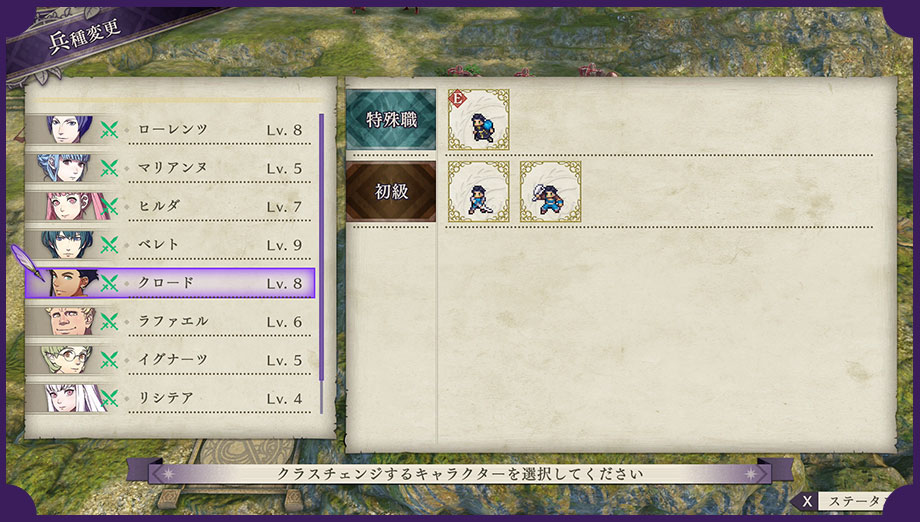 兵種変更
ローレンツ Lv. 8
マリアンヌ Lv. 5
ヒルダ Lv. 7
ベレト Lv. 9
クロード Lv. 8
ラファエル Lv. 6
イグナーツ Lv. 5
リシテア Lv. 4
特殊職
E
初級
クラスチェンジするキャラクターを選択してください
X ステータ